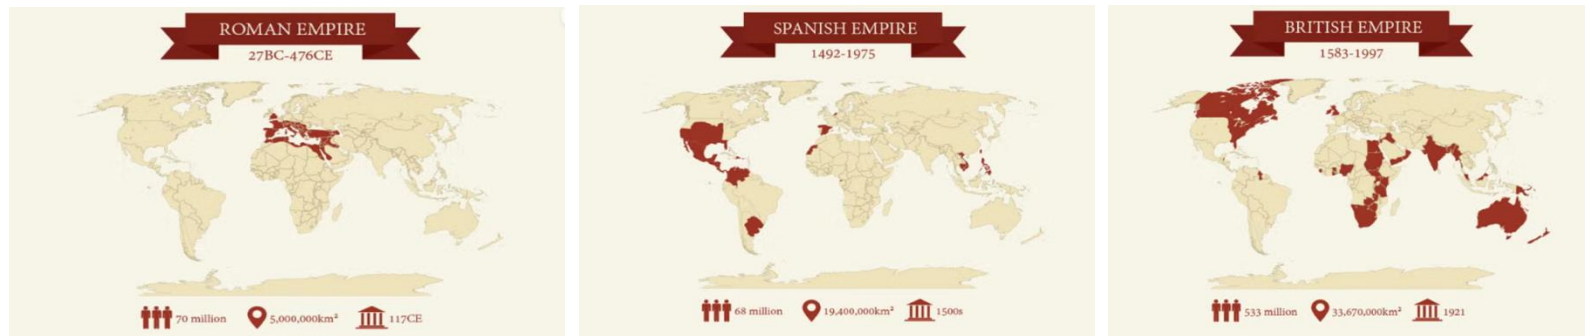 ROMAN EMPIRE
27BC-476CE
70 million 5,000,000km² 117CE
SPANISH EMPIRE
1492-1975
68 million 19,400,000km² 1500s
BRITISH EMPIRE
1583-1997
533 million 33,670,000km² 1921